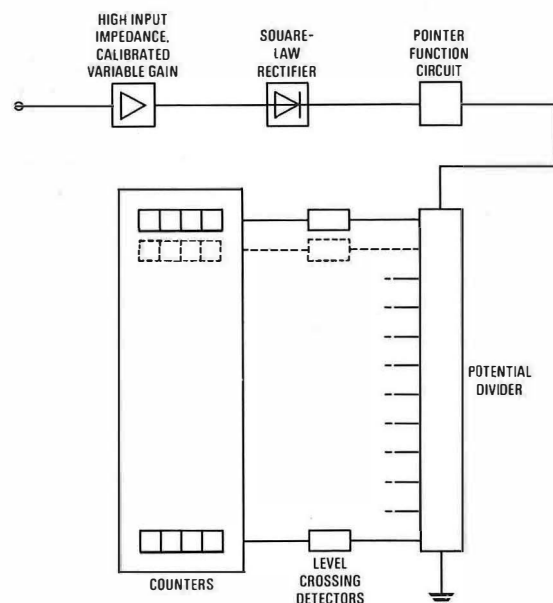 HIGH INPUT
IMPEDANCE,
CALIBRATED
VARIABLE GAIN
SQUARE-
LAW
RECTIFIER
POINTER
FUNCTION
CIRCUIT
POTENTIAL
DIVIDER
COUNTERS
LEVEL
CROSSING
DETECTORS